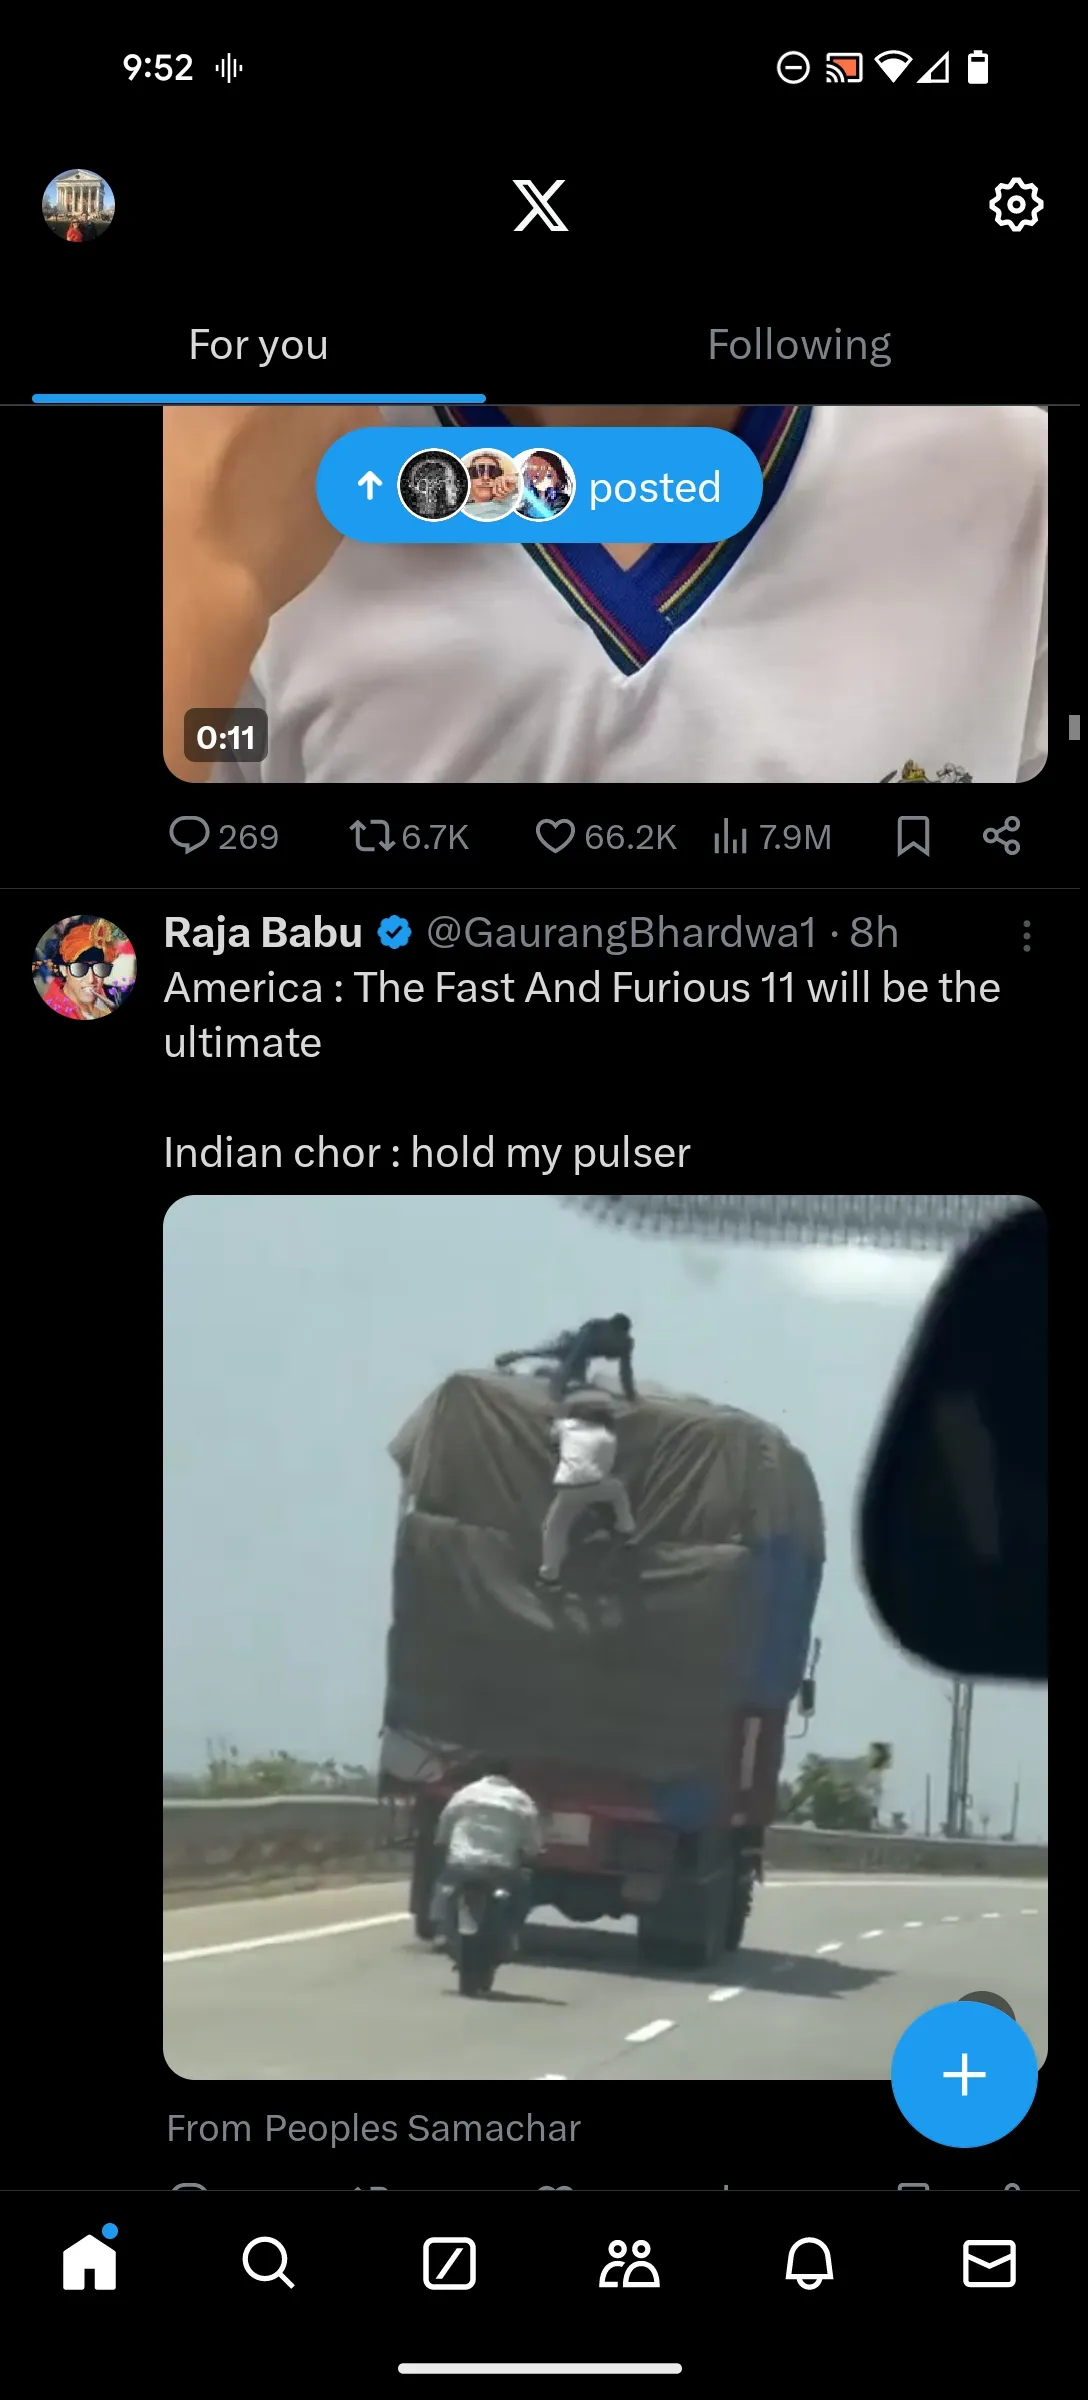 9:52
For you
Following
posted
0:11
269
6.7K
66.2K
7.9M
Raja Babu @GaurangBhardwa1 · 8h
America : The Fast And Furious 11 will be the
ultimate
Indian chor : hold my pulser
From Peoples Samachar